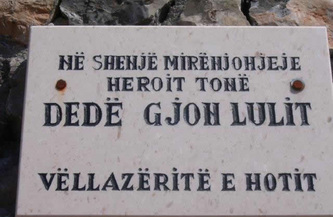 NË SHENJË MIRËNJOHJEJE
HEROIT TONË
DEDË GJOH LULIT
VËLLAZËRITË E HOTIT